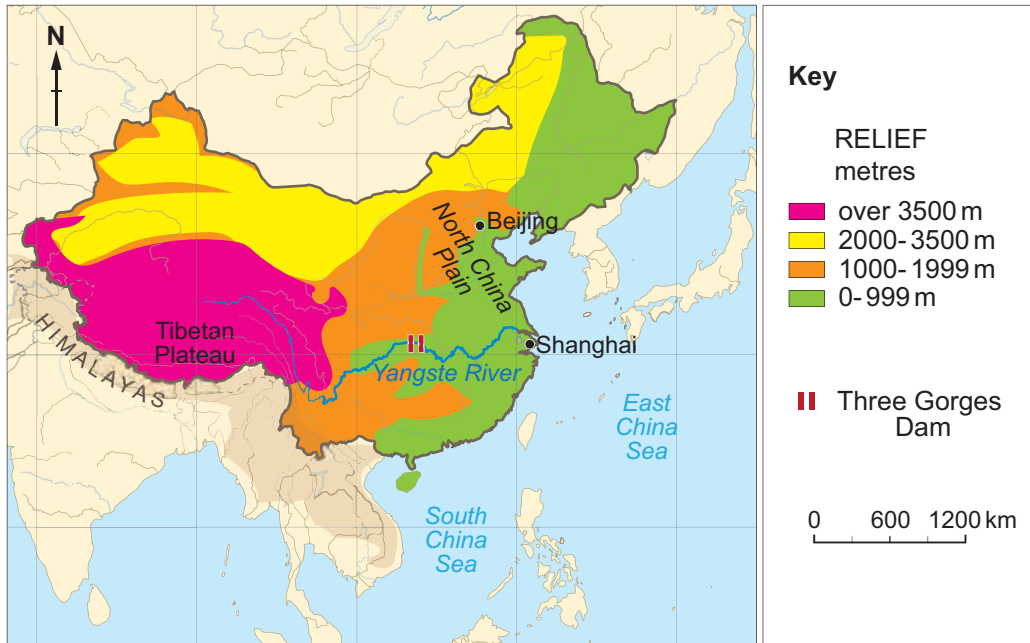 N
Beijing
North China
Plain
Tibetan
Plateau
HIMALAYAS
Shanghai
Yangste River
East
China
Sea
South
China
Sea
Key
RELIEF
metres
over 3500 m
2000-3500 m
1000-1999 m
0-999 m
Three Gorges
Dam
0 600 1200 km